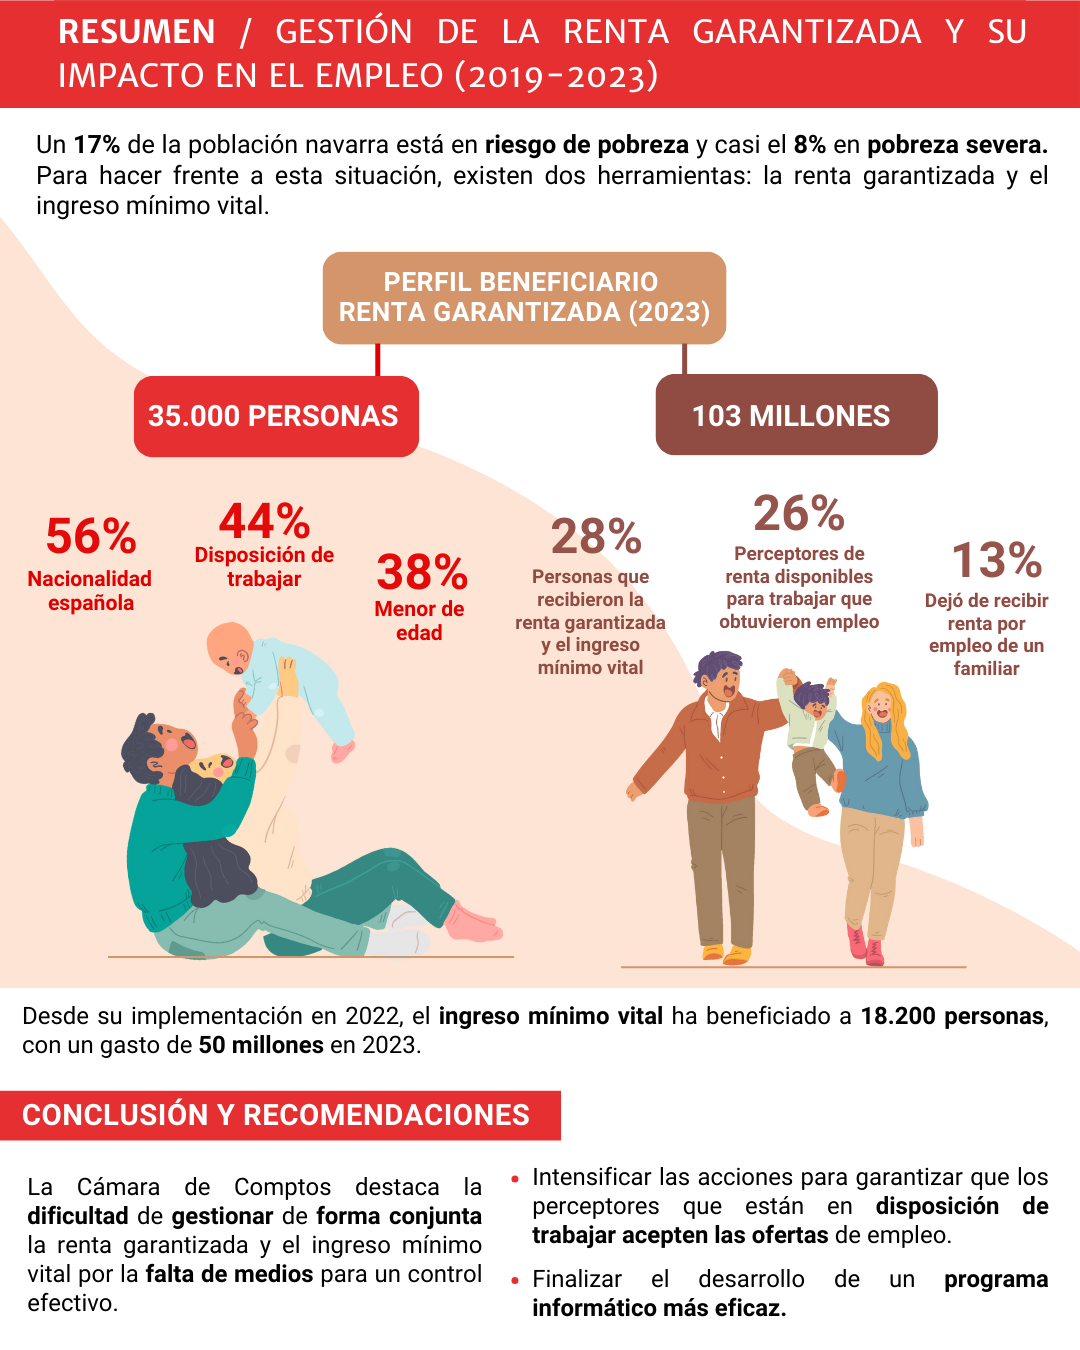 RESUMEN / GESTIÓN DE LA RENTA GARANTIZADA Y SU
IMPACTO EN EL EMPLEO (2019-2023)
Un 17% de la población navarra está en riesgo de pobreza y casi el 8% en pobreza severa.
Para hacer frente a esta situación, existen dos herramientas: la renta garantizada y el
ingreso mínimo vital.
PERFIL BENEFICIARIO
RENTA GARANTIZADA (2023)
35.000 PERSONAS
103 MILLONES
56%
Nacionalidad
española
44%
Disposición de
trabajar
38%
Menor de
edad
28%
Personas que
recibieron la
renta garantizada
y el ingreso
mínimo vital
26%
Perceptores de
renta disponibles
para trabajar que
obtuvieron empleo
13%
Dejó de recibir
renta por
empleo de un
familiar
Desde su implementación en 2022, el ingreso mínimo vital ha beneficiado a 18.200 personas,
con un gasto de 50 millones en 2023.
CONCLUSIÓN Y RECOMENDACIONES
La Cámara de Comptos destaca la
dificultad de gestionar de forma conjunta
la renta garantizada y el ingreso mínimo
vital por la falta de medios para un control
efectivo.
• Intensificar las acciones para garantizar que los
perceptores que están en disposición de
trabajar acepten las ofertas de empleo.
• Finalizar el desarrollo de un programa
informático más eficaz.